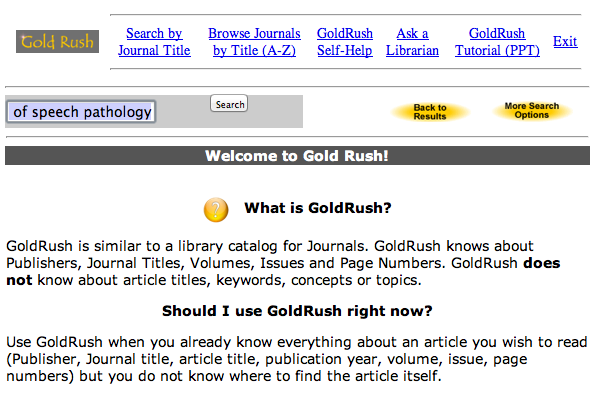 Gold Rush
Search by
Journal Title
Browse Journals
by Title (A-Z)
GoldRush
Self-Help
Ask a
Librarian
GoldRush
Tutorial (PPT)
Exit
of speech pathology
Search
Back to
Results
More Search
Options
Welcome to Gold Rush!
?
What is GoldRush?
GoldRush is similar to a library catalog for Journals. GoldRush knows about
Publishers, Journal Titles, Volumes, Issues and Page Numbers. GoldRush does
not know about article titles, keywords, concepts or topics.
Should I use GoldRush right now?
Use GoldRush when you already know everything about an article you wish to read
(Publisher, Journal title, article title, publication year, volume, issue, page
numbers) but you do not know where to find the article itself.